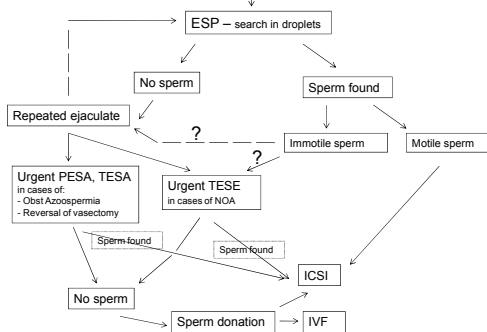 ESP – search in droplets
No sperm
Sperm found
Repeated ejaculate
?
Immotile sperm
Motile sperm
?
Urgent PESA, TESA
in cases of:
- Obst Azoospermia
- Reversal of vasectomy
Urgent TESE
in cases of NOA
Sperm found
Sperm found
ICSI
No sperm
Sperm donation
IVF